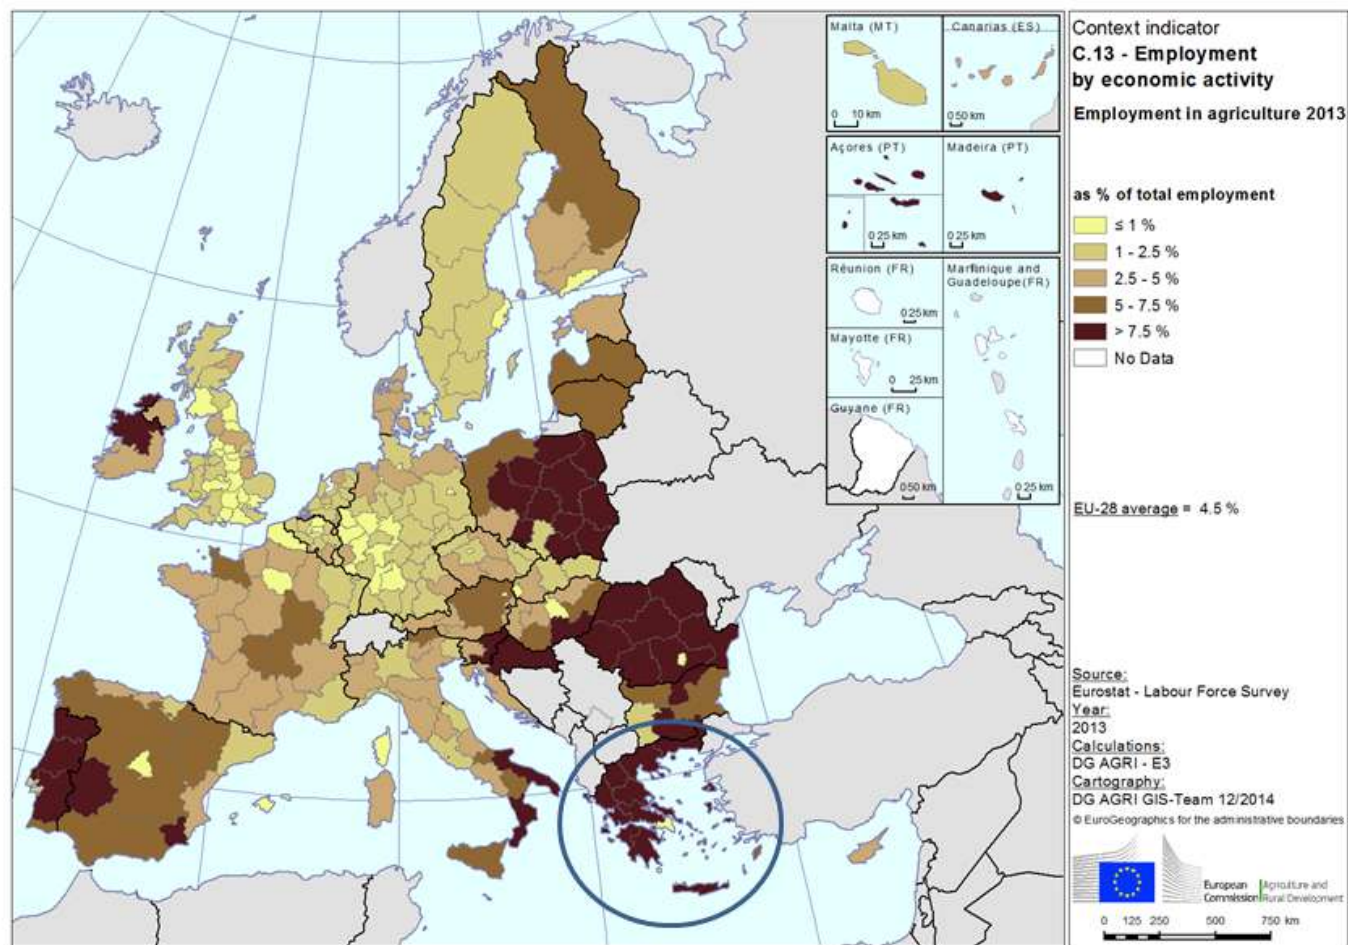 Malta (MT)
0 10 km
Canarias (ES)
0 50 km
Açores (PT)
0 25 km
Madeira (PT)
0 25 km
Réunion (FR)
0 25 km
Martinique and
Guadeloupe (FR)
Mayotte (FR)
0 25 km
Guyane (FR)
0 50 km
0 25 km
Context indicator
C.13 - Employment
by economic activity
Employment in agriculture 2013
as % of total employment
≤ 1 %
1 - 2.5 %
2.5 - 5 %
5 - 7.5 %
> 7.5 %
No Data
EU-28 average = 4.5 %
Source:
Eurostat - Labour Force Survey
Year:
2013
Calculations:
DG AGRI - E3
Cartography:
DG AGRI GIS-Team 12/2014
© EuroGeographics for the administrative boundaries
European
Commission
Agriculture and
Rural Development
0 125 250 500 750 km